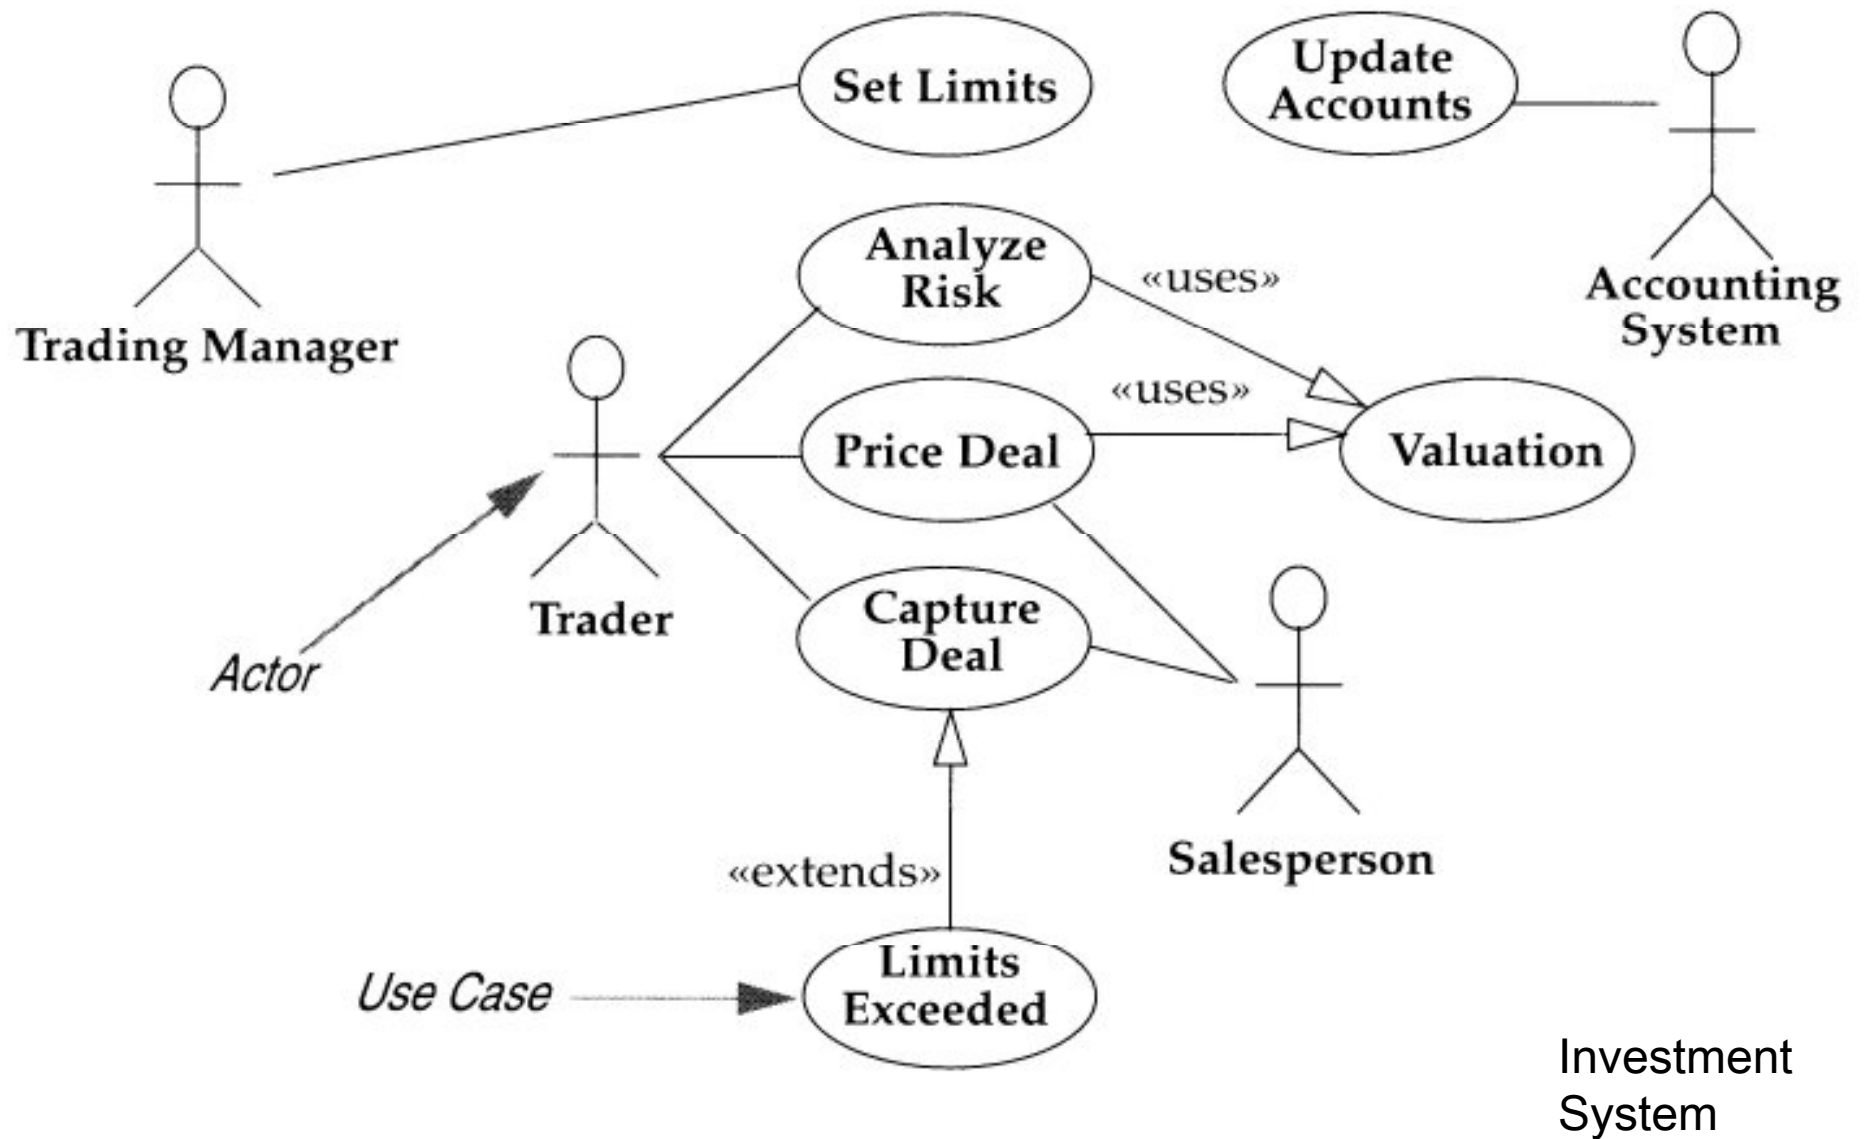 Set Limits
Update
Accounts
Analyze
Risk
«uses»
Accounting
System
Trading Manager
«uses»
Price Deal
Valuation
Trader
Capture
Deal
Actor
«extends»
Salesperson
Use Case
Limits
Exceeded
Investment
System